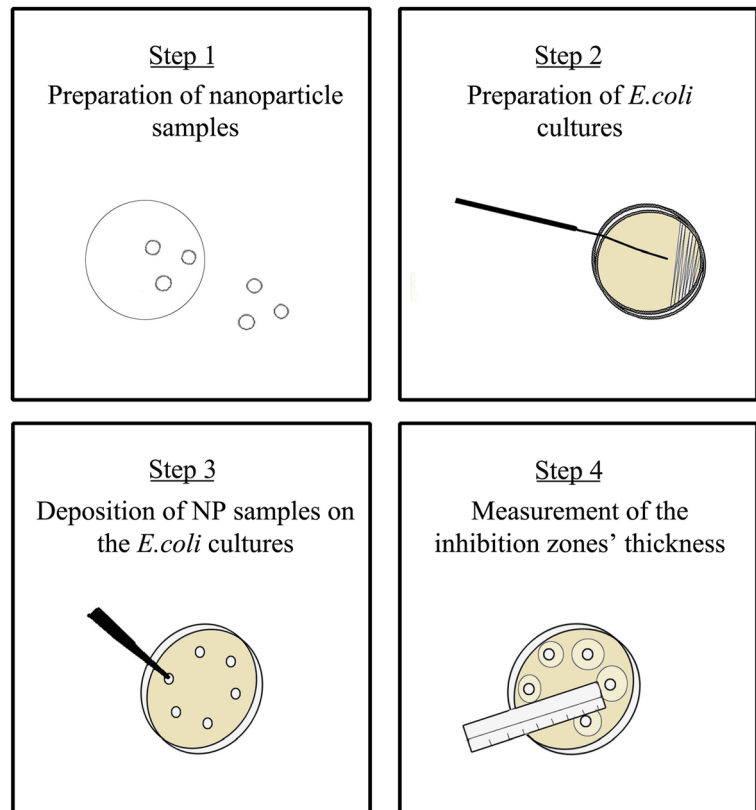 Step 1
Preparation of nanoparticle
samples
Step 2
Preparation of E.coli
cultures
Step 3
Deposition of NP samples on
the E.coli cultures
Step 4
Measurement of the
inhibition zones’ thickness